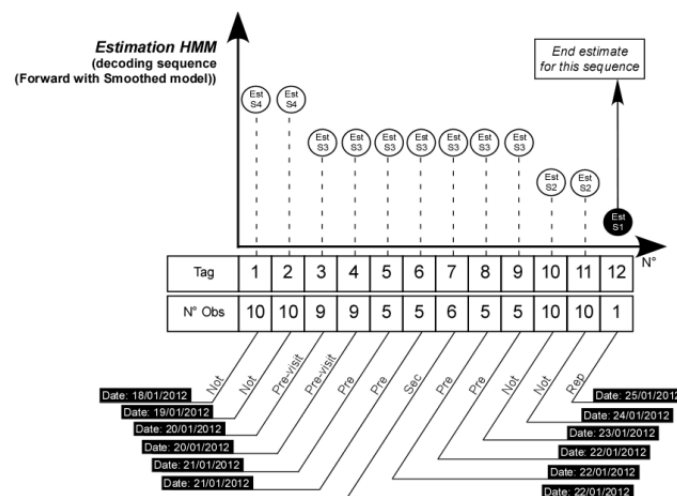 Estimation HMM
(decoding sequence
(Forward with Smoothed model))
End estimate
for this sequence
Est S4
Est S4
Est S3
Est S3
Est S3
Est S3
Est S3
Est S3
Est S3
Est S2
Est S2
Est S1
N°
Tag 1 2 3 4 5 6 7 8 9 10 11 12
N° Obs 10 10 9 9 5 5 6 5 5 10 10 1
Not
Not
Pre-visit
Pre-visit
Pre
Pre
Sec
Pre
Pre
Not
Not
Rep
Date: 18/01/2012
Date: 19/01/2012
Date: 20/01/2012
Date: 20/01/2012
Date: 21/01/2012
Date: 21/01/2012
Date: 25/01/2012
Date: 24/01/2012
Date: 23/01/2012
Date: 22/01/2012
Date: 22/01/2012
Date: 22/01/2012